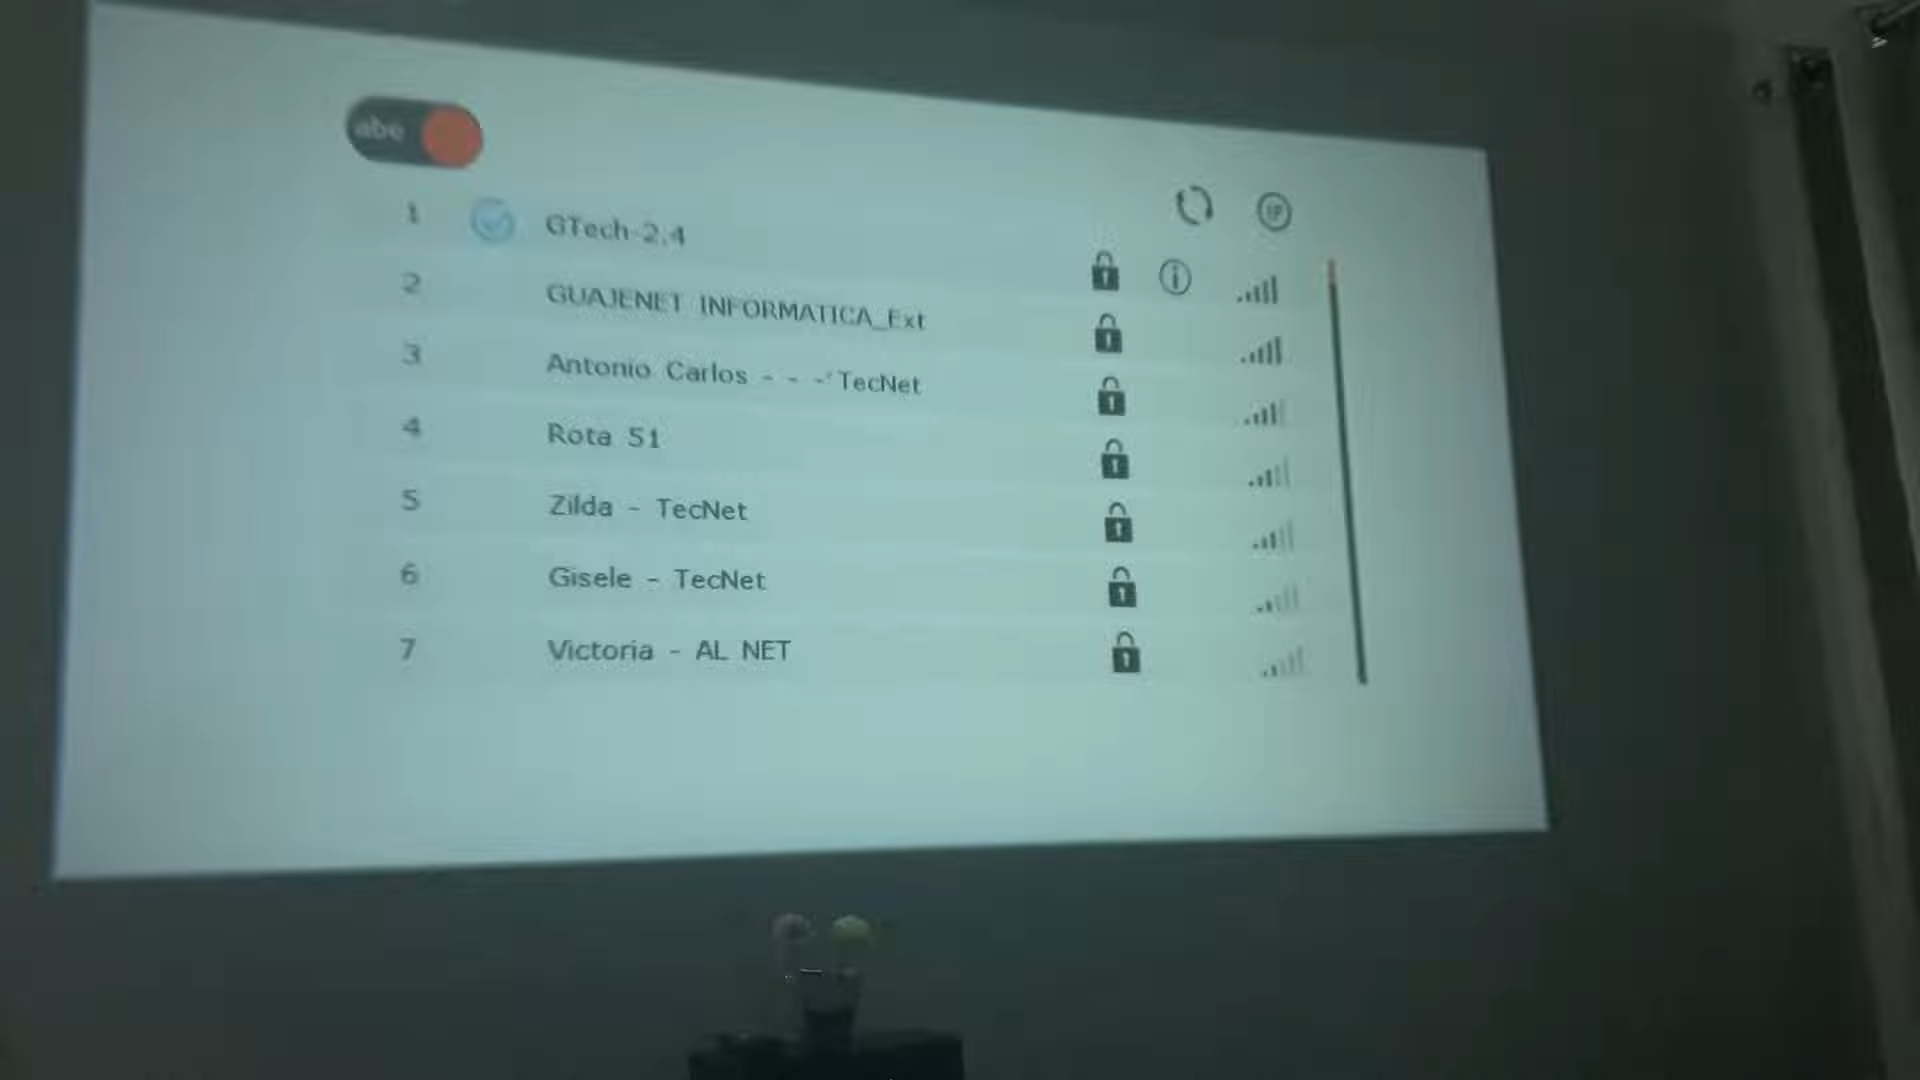 abc
IP
1 GTech-2.4
2 GUAJENET INFORMATICA_Ext
3 Antonio Carlos - - - TecNet
4 Rota 51
5 Zilda - TecNet
6 Gisele - TecNet
7 Victoria - AL NET